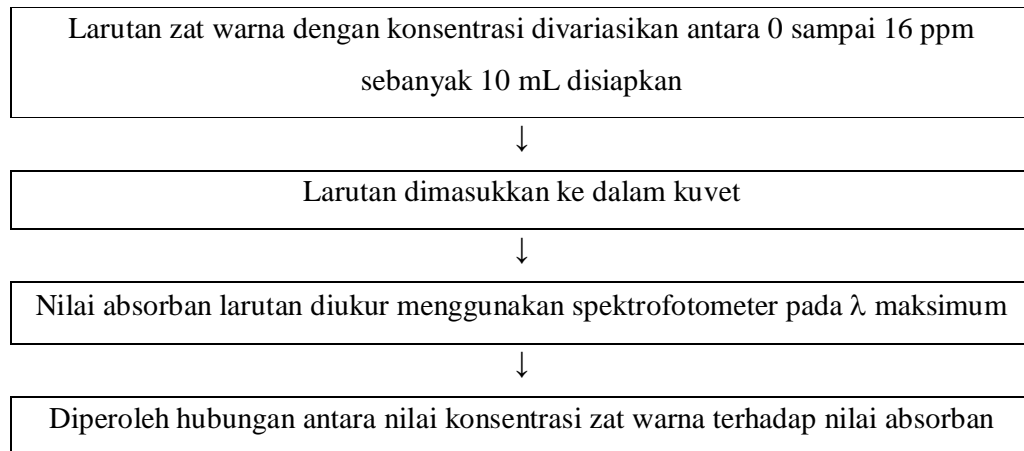 Larutan zat warna dengan konsentrasi divariasikan antara 0 sampai 16 ppm
sebanyak 10 mL disiapkan
↓
Larutan dimasukkan ke dalam kuvet
↓
Nilai absorban larutan diukur menggunakan spektrofotometer pada λ maksimum
↓
Diperoleh hubungan antara nilai konsentrasi zat warna terhadap nilai absorban